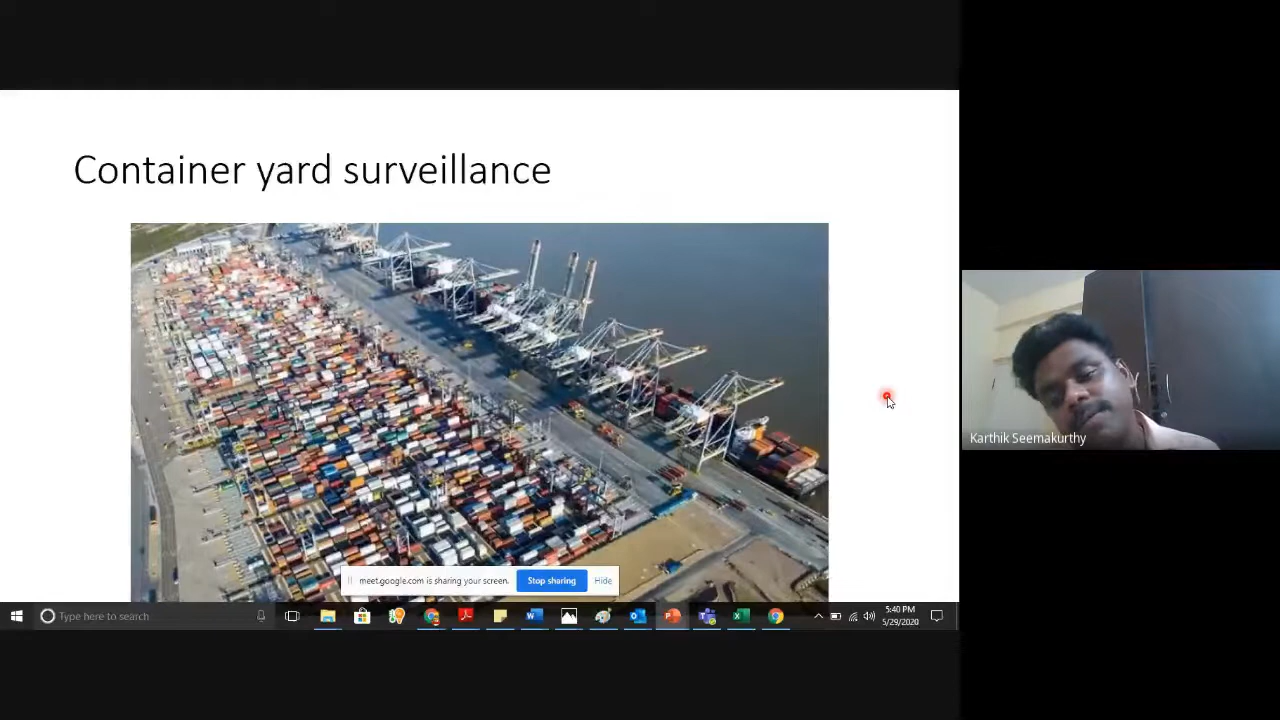 Container yard surveillance
Karthik Seemakurthy
meet.google.com is sharing your screen.
Stop sharing
Hide
Type here to search
5:40 PM
5/29/2020